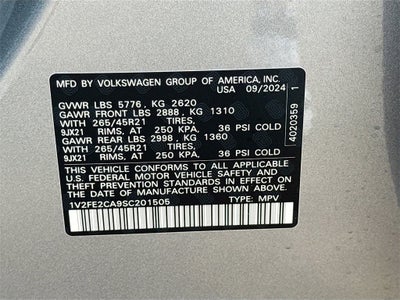 MFD. BY VOLKSWAGEN GROUP OF AMERICA, INC.
USA 09/2024
GVWR LBS 5776, KG 2620
GAWR FRONT LBS 2888, KG 1310
WITH 265/45R21 TIRES,
9JX21 RIMS, AT 250 KPA, 36 PSI COLD
GAWR REAR LBS 2998, KG 1360
WITH 265/45R21 TIRES,
9JX21 RIMS, AT 250 KPA, 36 PSI COLD
THIS VEHICLE CONFORMS TO ALL APPLICABLE
FEDERAL MOTOR VEHICLE SAFETY STANDARDS IN EFFECT ON THE
DATE OF MANUFACTURE SHOWN ABOVE.
1V2FE2CA9SC201505 TYPE: MPV
4020359 1